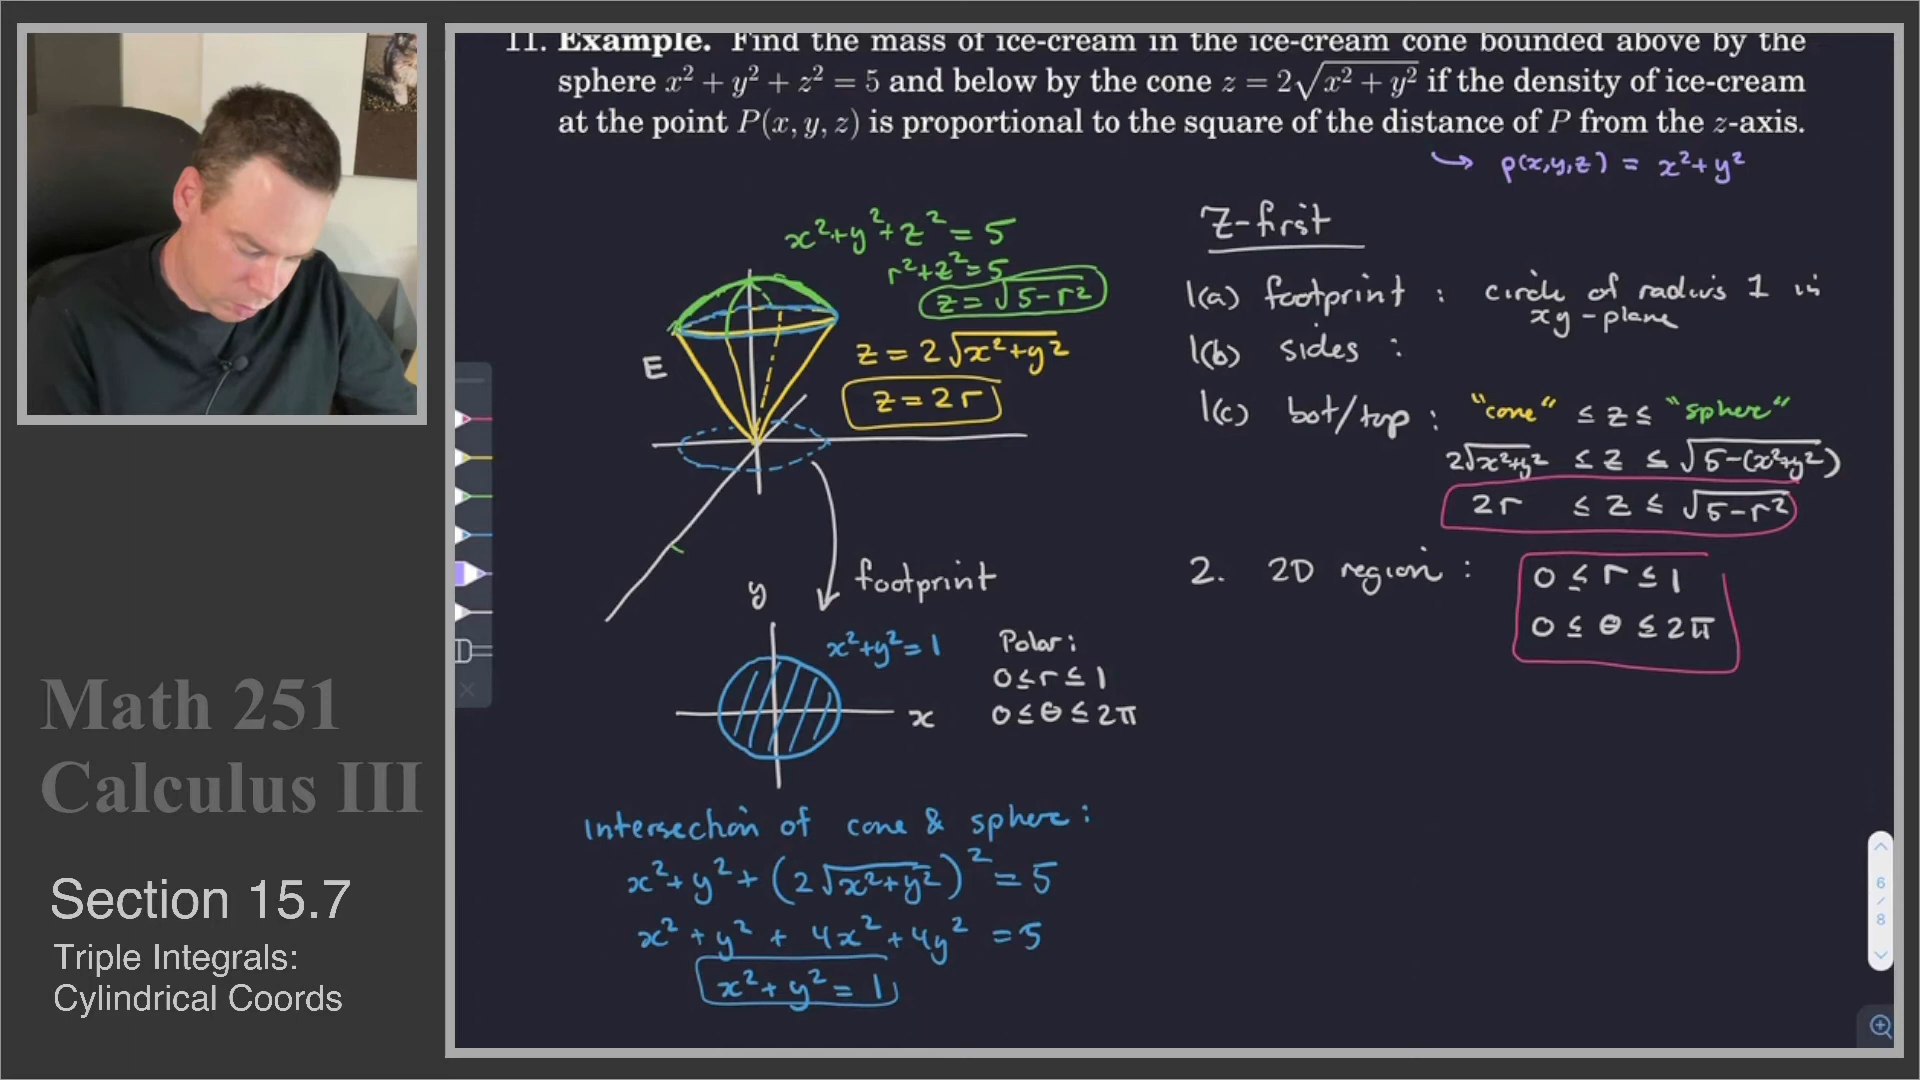 11. Example. Find the mass of ice-cream in the ice-cream cone bounded above by the
sphere x² + y² + z² = 5 and below by the cone z = 2√(x² + y²) if the density of ice-cream
at the point P(x, y, z) is proportional to the square of the distance of P from the z-axis.
ρ(x,y,z) = x²+y²
x²+y²+z² = 5
r²+z²=5
z=√(5-r²)
z = 2√(x²+y²)
z = 2r
E
footprint
y
x²+y²=1
x
Polar:
0≤r≤1
0≤θ≤2π
Intersection of cone & sphere:
x²+y²+(2√(x²+y²))² = 5
x²+y² + 4x²+4y² = 5
x²+y² = 1
Z-first
1(a) footprint : circle of radius 1 in
xy-plane
1(b) sides :
1(c) bot/top : "cone" ≤ z ≤ "sphere"
2√(x²+y²) ≤ z ≤ √(5-(x²+y²))
2r ≤ z ≤ √(5-r²)
2. 2D region : 0 ≤ r ≤ 1
0 ≤ θ ≤ 2π
Math 251
Calculus III
Section 15.7
Triple Integrals:
Cylindrical Coords
6
/
8